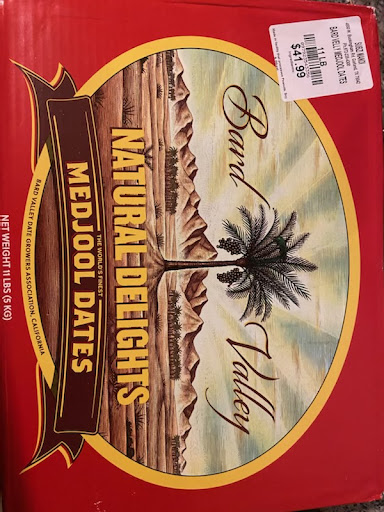 Bard Valley
NATURAL DELIGHTS
THE WORLD'S FINEST
MEDJOOL DATES
BARD VALLEY DATE GROWERS ASSOCIATION, CALIFORNIA
NET WEIGHT 11 LBS (5 KG)
BARD VELLY MEDJOOL DATES
11 LB
$41.99